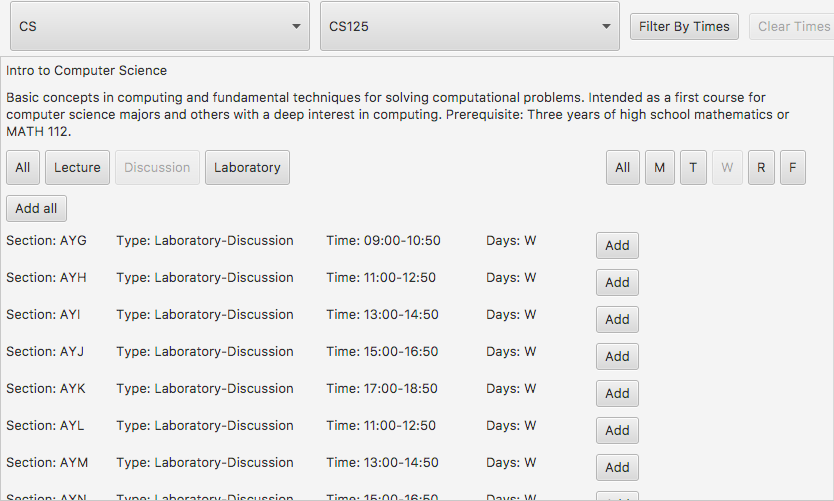 CS CS125 Filter By Times Clear Times
Intro to Computer Science
Basic concepts in computing and fundamental techniques for solving computational problems. Intended as a first course for
computer science majors and others with a deep interest in computing. Prerequisite: Three years of high school mathematics or
MATH 112.
All Lecture Discussion Laboratory All M T W R F
Add all
Section: AYG Type: Laboratory-Discussion Time: 09:00-10:50 Days: W Add
Section: AYH Type: Laboratory-Discussion Time: 11:00-12:50 Days: W Add
Section: AYI Type: Laboratory-Discussion Time: 13:00-14:50 Days: W Add
Section: AYJ Type: Laboratory-Discussion Time: 15:00-16:50 Days: W Add
Section: AYK Type: Laboratory-Discussion Time: 17:00-18:50 Days: W Add
Section: AYL Type: Laboratory-Discussion Time: 11:00-12:50 Days: W Add
Section: AYM Type: Laboratory-Discussion Time: 13:00-14:50 Days: W Add
Section: AYN Type: Laboratory-Discussion Time: 15:00-16:50 Days: W